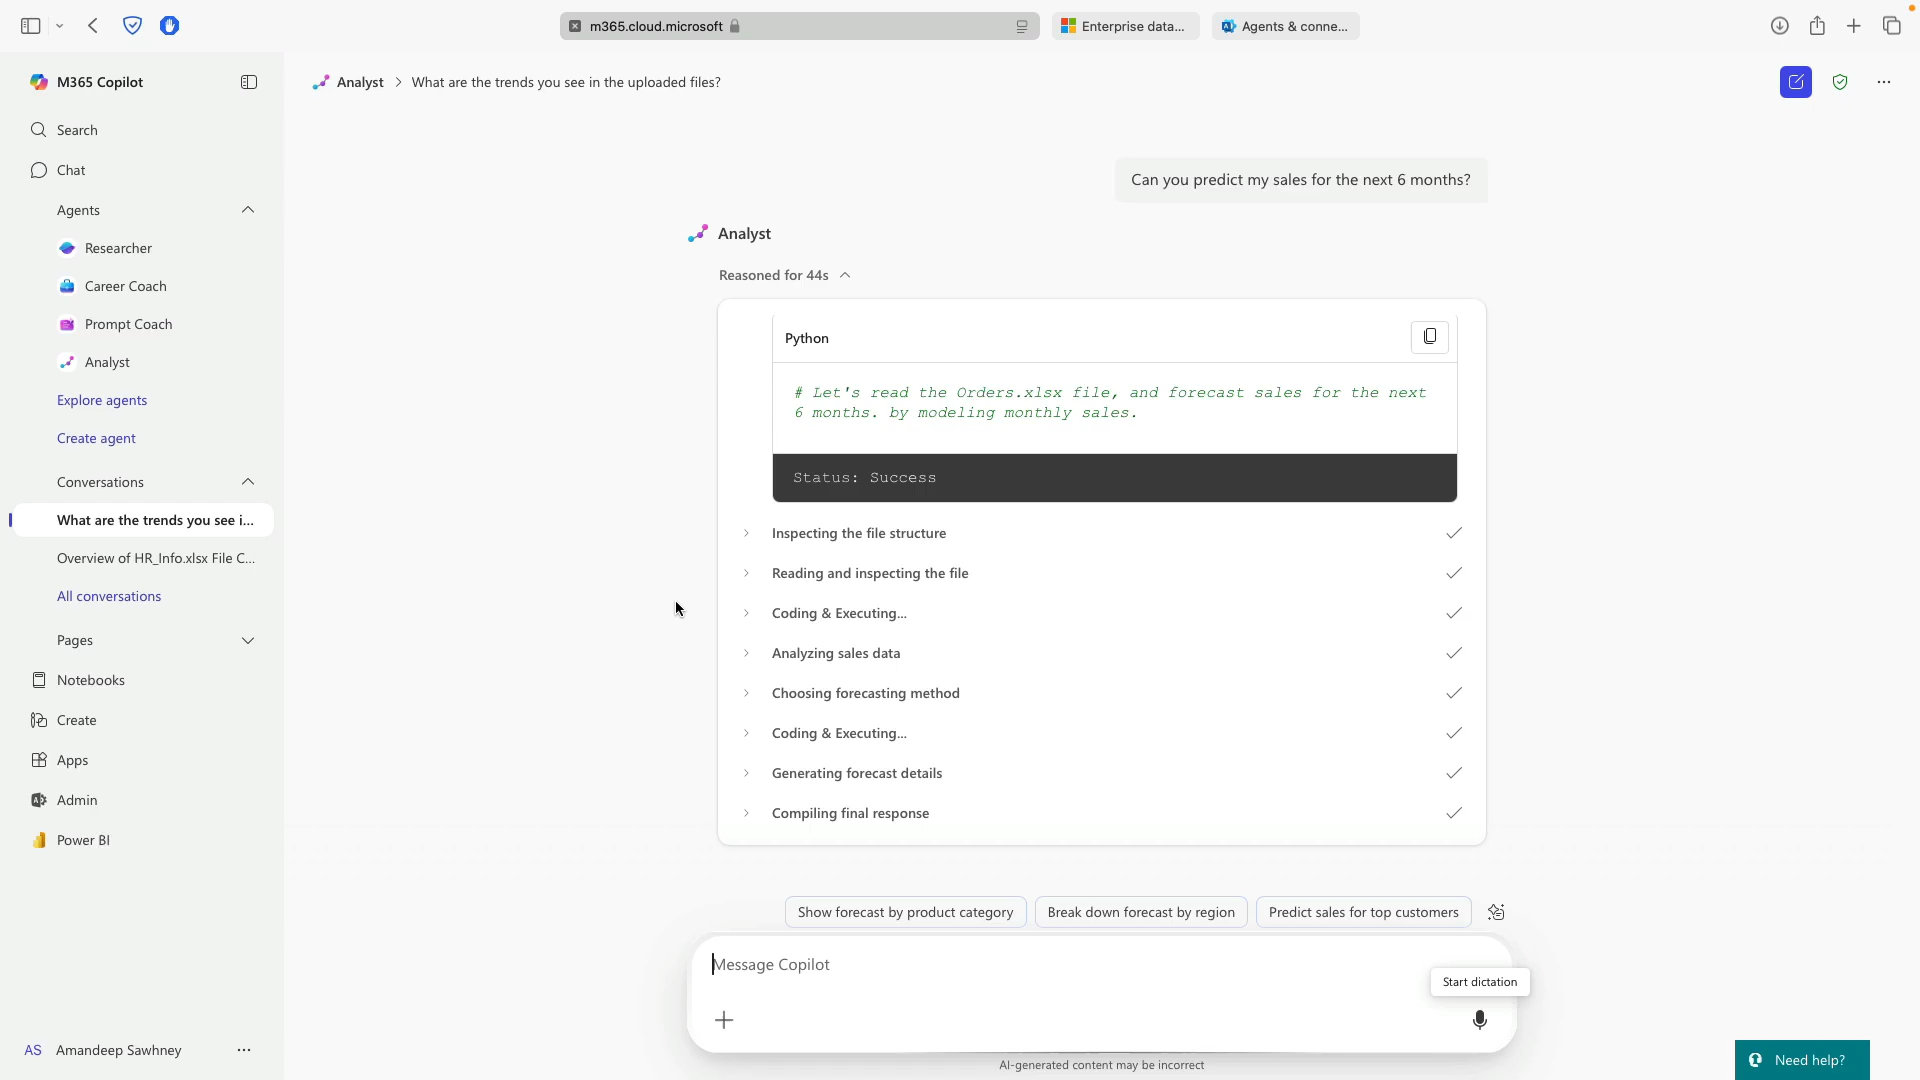 m365.cloud.microsoft
Enterprise data...
Agents & conne...
M365 Copilot
Search
Chat
Agents
Researcher
Career Coach
Prompt Coach
Analyst
Explore agents
Create agent
Conversations
What are the trends you see i...
Overview of HR_Info.xlsx File C...
All conversations
Pages
Notebooks
Create
Apps
Admin
Power BI
AS Amandeep Sawhney
Analyst > What are the trends you see in the uploaded files?
Can you predict my sales for the next 6 months?
Analyst
Reasoned for 44s
Python
# Let's read the Orders.xlsx file, and forecast sales for the next
6 months. by modeling monthly sales.
Status: Success
Inspecting the file structure
Reading and inspecting the file
Coding & Executing...
Analyzing sales data
Choosing forecasting method
Coding & Executing...
Generating forecast details
Compiling final response
Show forecast by product category
Break down forecast by region
Predict sales for top customers
Message Copilot
Start dictation
AI-generated content may be incorrect
Need help?